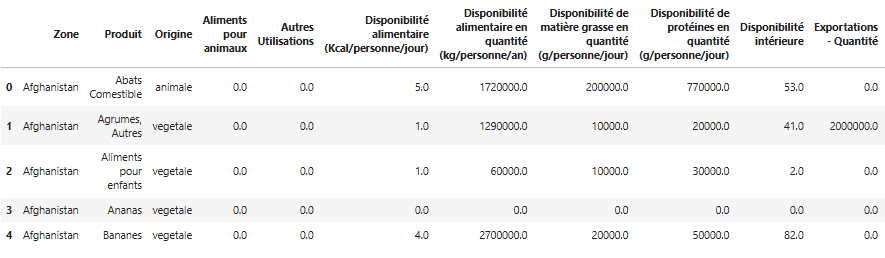 Zone Produit Origine Aliments pour animaux Autres Utilisations Disponibilité alimentaire (Kcal/personne/jour) Disponibilité alimentaire en quantité (kg/personne/an) Disponibilité de matière grasse en quantité (g/personne/jour) Disponibilité de protéines en quantité (g/personne/jour) Disponibilité intérieure Exportations - Quantité
0 Afghanistan Abats Comestible animale 0.0 0.0 5.0 1720000.0 200000.0 770000.0 53.0 0.0
1 Afghanistan Agrumes, Autres vegetale 0.0 0.0 1.0 1290000.0 10000.0 20000.0 41.0 2000000.0
2 Afghanistan Aliments pour enfants vegetale 0.0 0.0 1.0 60000.0 10000.0 30000.0 2.0 0.0
3 Afghanistan Ananas vegetale 0.0 0.0 0.0 0.0 0.0 0.0 0.0 0.0
4 Afghanistan Bananes vegetale 0.0 0.0 4.0 2700000.0 20000.0 50000.0 82.0 0.0